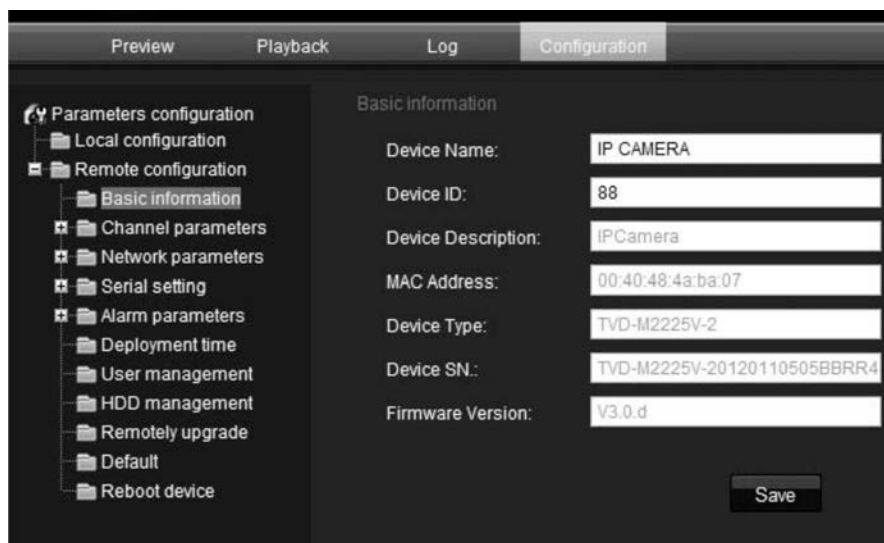 Preview Playback Log Configuration
Parameters configuration
Local configuration
Remote configuration
Basic information
Channel parameters
Network parameters
Serial setting
Alarm parameters
Deployment time
User management
HDD management
Remotely upgrade
Default
Reboot device
Basic information
Device Name: IP CAMERA
Device ID: 88
Device Description: IPCamera
MAC Address: 00:40:48:4a:ba:07
Device Type: TVD-M2225V-2
Device SN.: TVD-M2225V-20120110505BBRR4
Firmware Version: V3.0.d
Save